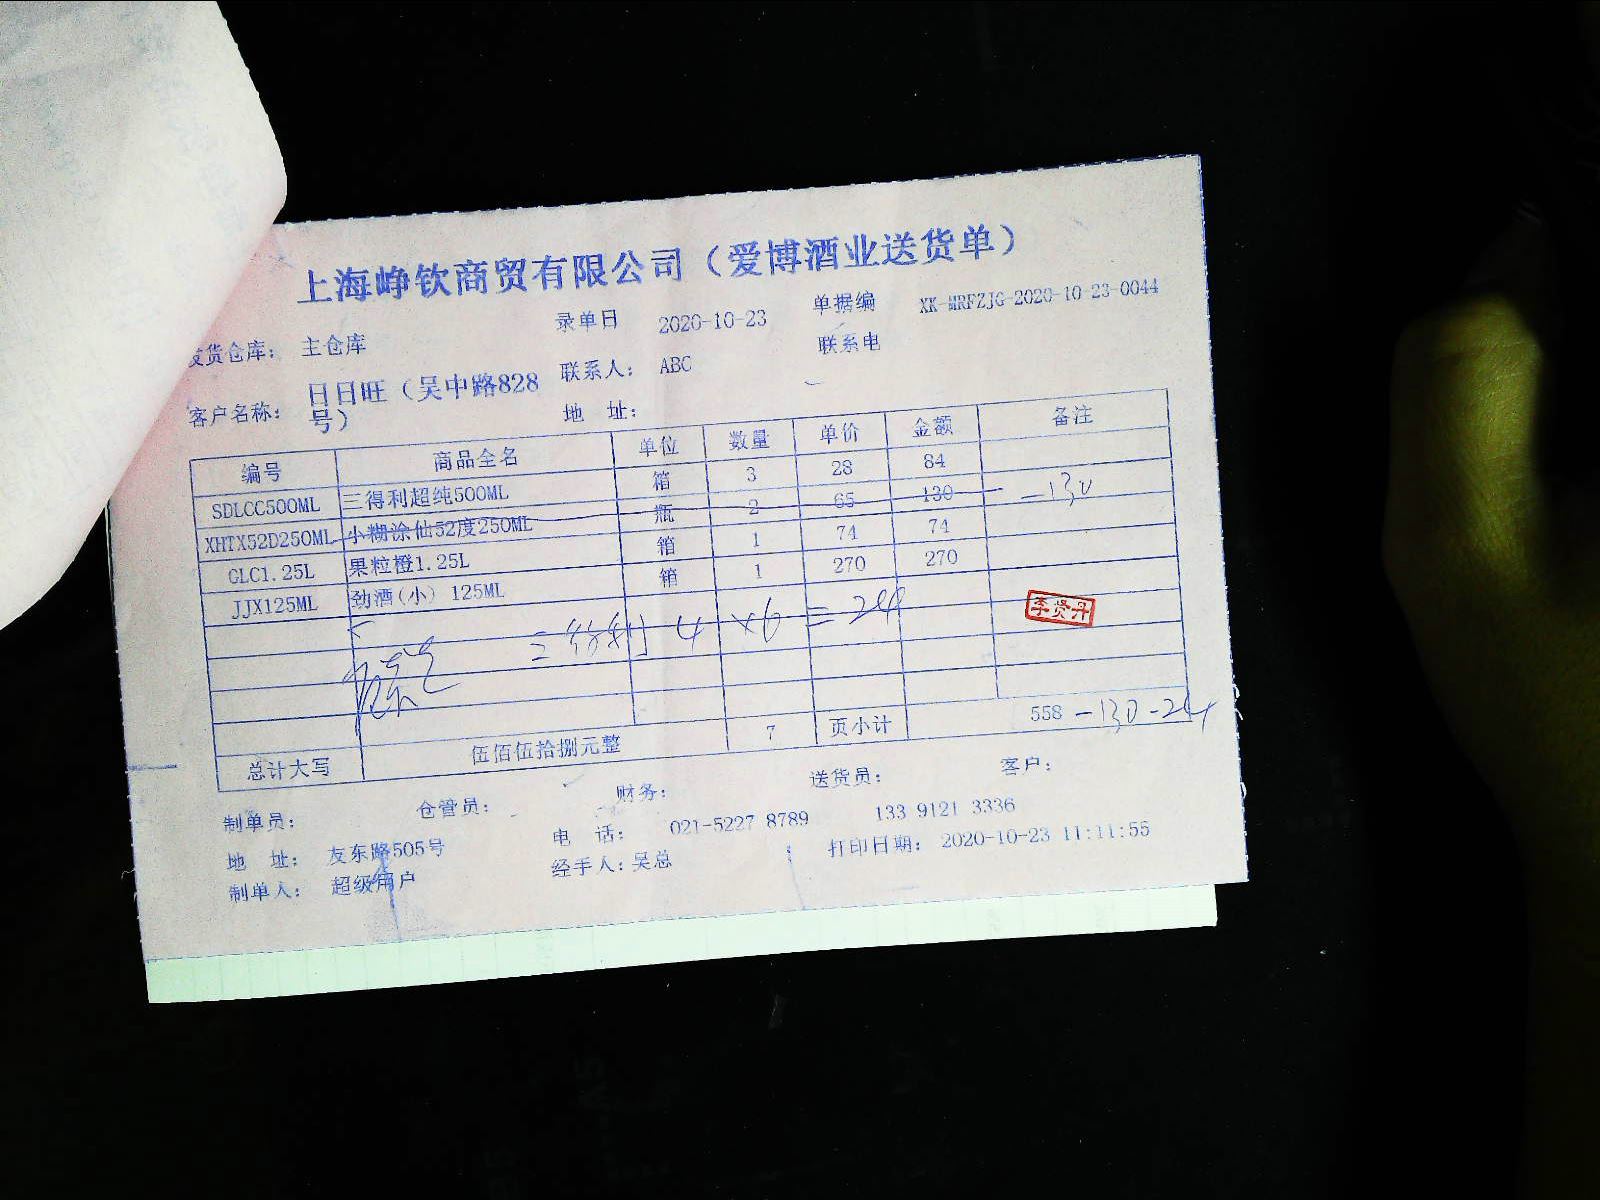 上海峥钦商贸有限公司（爱博酒业送货单）
录单日 2020-10-23 单据编 XK-MRFZJG-2020-10-23-0044
发货仓库： 主仓库 联系人： ABC 联系电
客户名称： 日日旺（吴中路828号） 地 址：
编号 商品全名 单位 数量 单价 金额 备注
SDLCC500ML 三得利超纯500ML 箱 3 28 84
XHTX52D250ML 小糊涂仙52度250ML 瓶 2 65 130 -130
GLC1.25L 果粒橙1.25L 箱 1 74 74
JJX125ML 劲酒(小) 125ML 箱 1 270 270
李贤丹
三得利 4 ×6 = 24
总计大写 伍佰伍拾捌元整 7 页小计 558 -130-24
制单员： 仓管员： 财务： 送货员： 客户：
地 址： 友东路505号 电 话： 021-5227 8789 133 9121 3336
制单人： 超级用户 经手人：吴总 打印日期： 2020-10-23 11:11:55